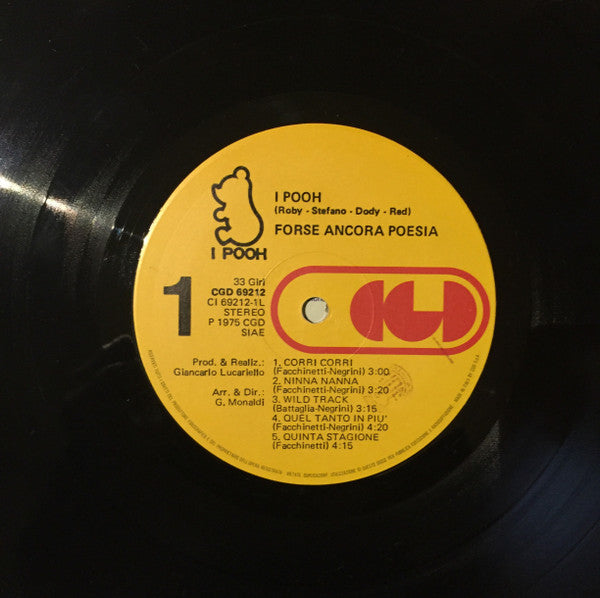 I POOH
(Roby - Stefano - Dody - Red)
FORSE ANCORA POESIA
I POOH
1
33 Giri
CGD 69212
CI 69212-1L
STEREO
P 1975 CGD
SIAE
CGD
Prod. & Realiz.:
Giancarlo Lucariello
Arr. & Dir.:
G. Monaldi
1. CORRI CORRI
(Facchinetti-Negrini) 3:00
2. NINNA NANNA
(Facchinetti-Negrini) 3:20
3. WILD TRACK
(Battaglia-Negrini) 3:15
4. QUEL TANTO IN PIU'
(Facchinetti-Negrini) 4:20
5. QUINTA STAGIONE
(Facchinetti) 4:15